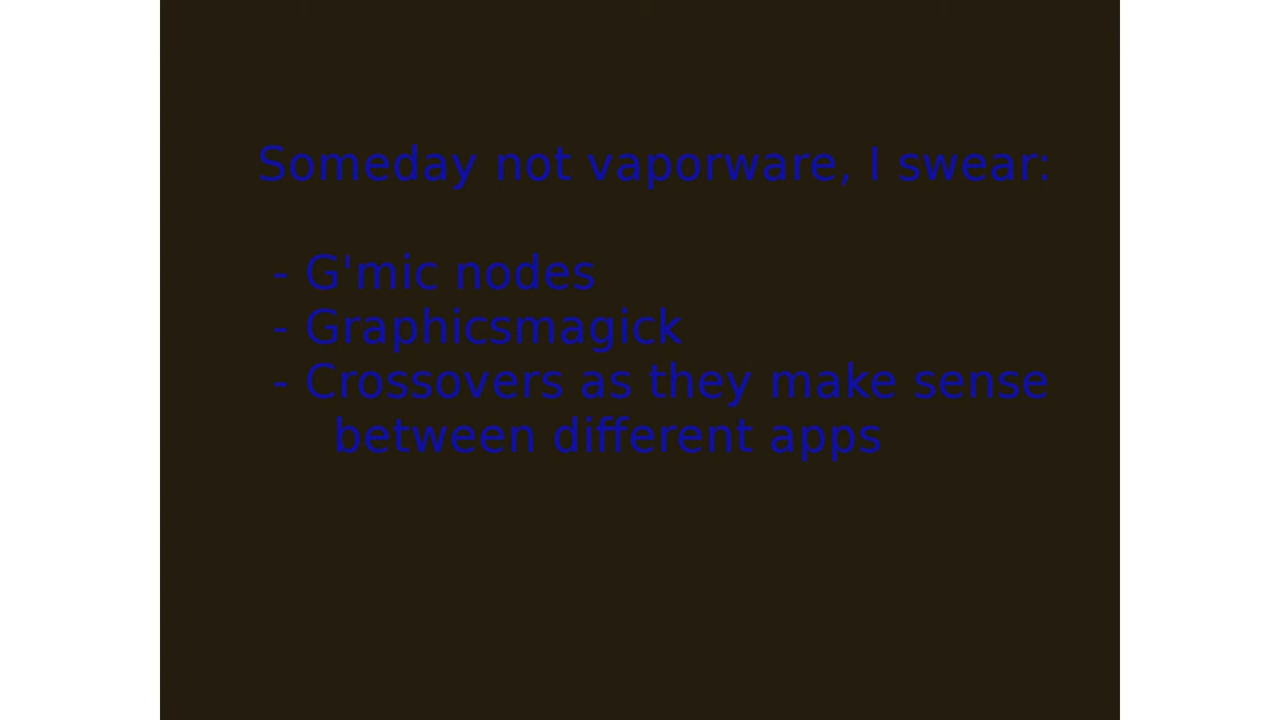 Someday not vaporware, I swear:
- G'mic nodes
- Graphicsmagick
- Crossovers as they make sense
between different apps